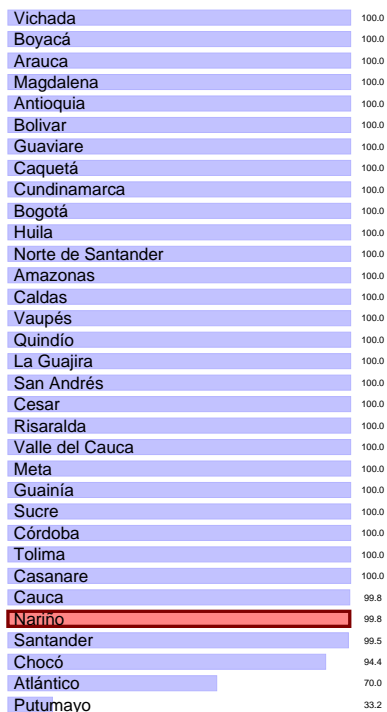 Vichada 100.0
Boyacá 100.0
Arauca 100.0
Magdalena 100.0
Antioquia 100.0
Bolivar 100.0
Guaviare 100.0
Caquetá 100.0
Cundinamarca 100.0
Bogotá 100.0
Huila 100.0
Norte de Santander 100.0
Amazonas 100.0
Caldas 100.0
Vaupés 100.0
Quindío 100.0
La Guajira 100.0
San Andrés 100.0
Cesar 100.0
Risaralda 100.0
Valle del Cauca 100.0
Meta 100.0
Guainía 100.0
Sucre 100.0
Córdoba 100.0
Tolima 100.0
Casanare 100.0
Cauca 99.8
Nariño 99.8
Santander 99.5
Chocó 94.4
Atlántico 70.0
Putumayo 33.2